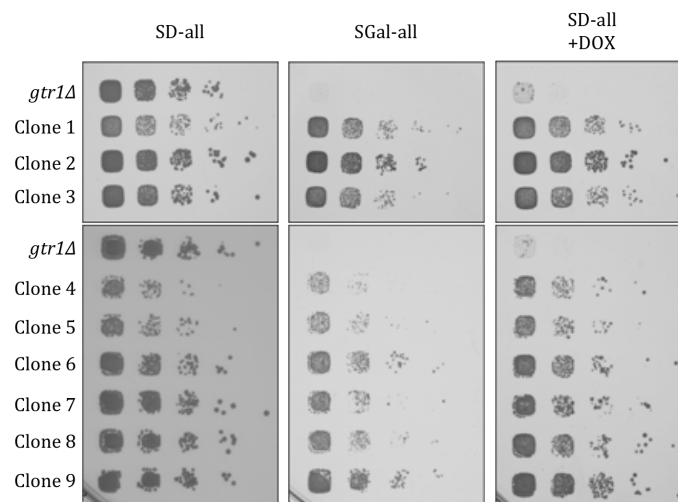 SD-all
SGal-all
SD-all
+DOX
gtr1Δ
Clone 1
Clone 2
Clone 3
gtr1Δ
Clone 4
Clone 5
Clone 6
Clone 7
Clone 8
Clone 9